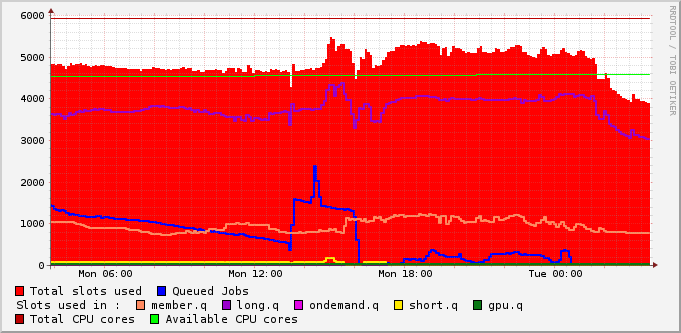 6000
5000
4000
3000
2000
1000
0
Mon 06:00 Mon 12:00 Mon 18:00 Tue 00:00
Total slots used Queued Jobs
Slots used in : member.q long.q ondemand.q short.q gpu.q
Total CPU cores Available CPU cores
RRDTOOL / TOBI OETIKER